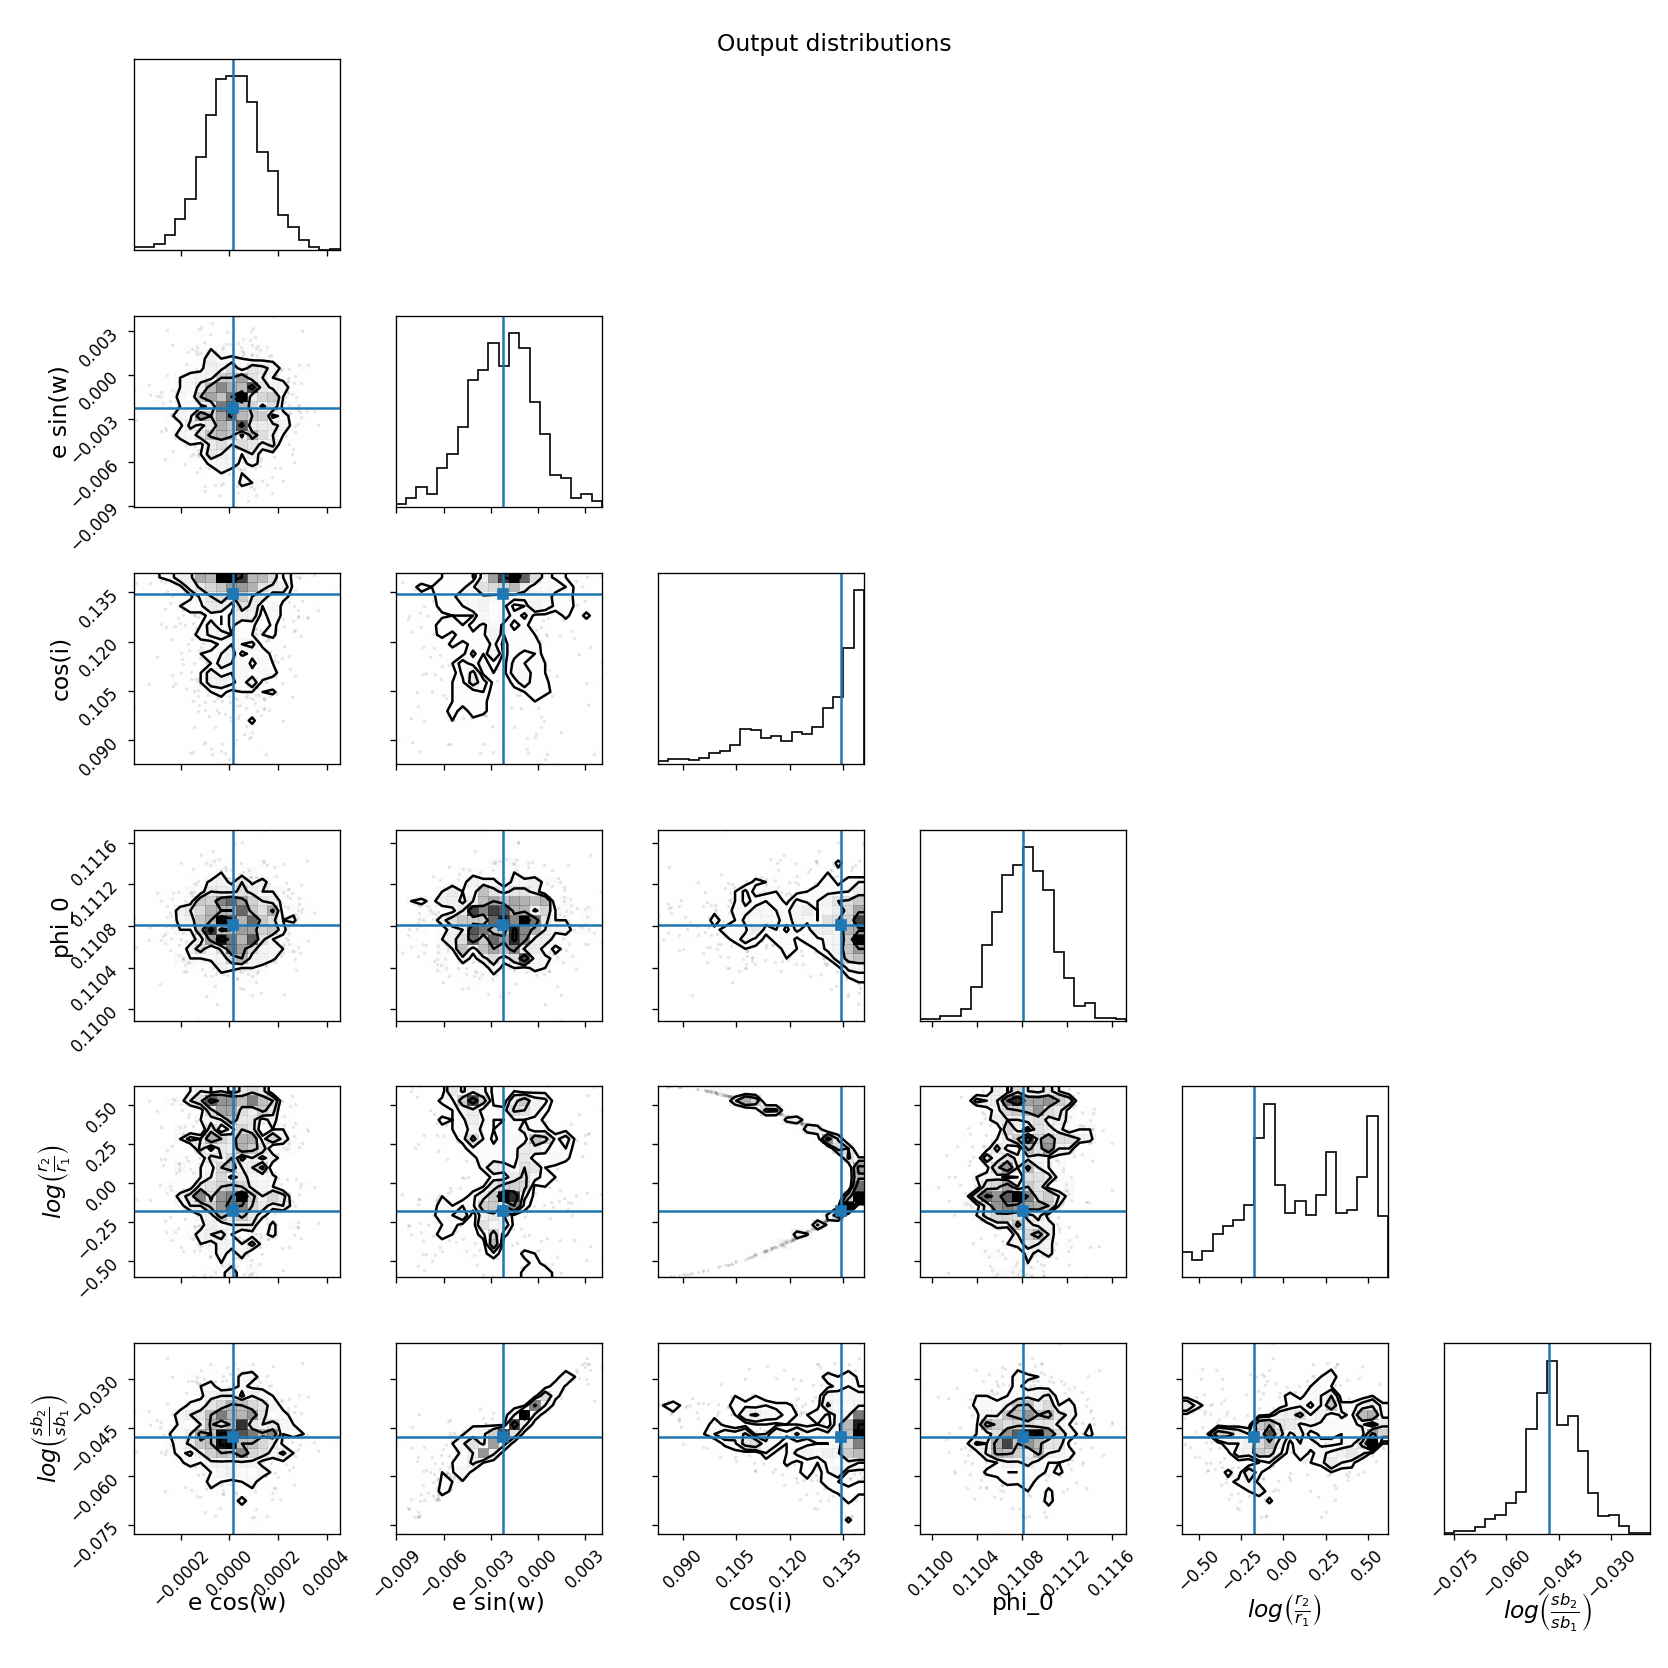 Output distributions
e sin(w)
0.003
0.000
−0.003
−0.006
−0.009
cos(i)
0.135
0.120
0.105
0.090
phi_0
0.1116
0.1112
0.1108
0.1104
0.1100
log(r2/r1)
0.50
0.25
0.00
−0.25
−0.50
log(sb2/sb1)
−0.030
−0.045
−0.060
−0.075
−0.0002 0.0000 0.0002 0.0004
−0.009 −0.006 −0.003 0.000 0.003
0.090 0.105 0.120 0.135
0.1100 0.1104 0.1108 0.1112 0.1116
−0.50 −0.25 0.00 0.25 0.50
−0.075 −0.060 −0.045 −0.030
e cos(w) e sin(w) cos(i) phi_0 log(r2/r1) log(sb2/sb1)